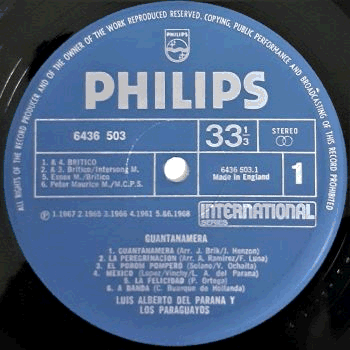 ALL RIGHTS OF THE RECORD PRODUCER AND OF THE OWNER OF THE WORK REPRODUCED RESERVED. COPYING, PUBLIC PERFORMANCE AND BROADCASTING OF THIS RECORD PROHIBITED!
PHILIPS
PHILIPS
6436 503
33 1/3
STEREO
1 & 4. BRITICO
2 & 3. Britico/Intersong M.
5. Essex M./Britico
6. Peter Maurice M./M.C.P.S.
6436 503.1
Made in England
1
1.1967 2.1965 3.1966 4.1961 5.&6.1968
INTERNATIONAL
SERIES
GUANTANAMERA
1. GUANTANAMERA (Arr. J. Brik/J. Henzon)
2. LA PEREGRINACION (Arr. A. Ramirez/F. Luna)
3. EL POROM POMPERO (Solano/V. Ochaita)
4. MEXICO (Lopez/Vinchy/L. A. del Parana)
5. LA FELICIDAD (P. Ortega)
6. A BANDA (C. Buarque de Hollanda)
LUIS ALBERTO DEL PARANA Y
LOS PARAGUAYOS